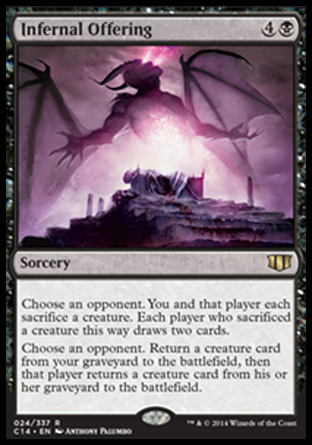 Infernal Offering 4
Sorcery
Choose an opponent. You and that player each
sacrifice a creature. Each player who sacrificed
a creature this way draws two cards.
Choose an opponent. Return a creature card
from your graveyard to the battlefield, then
that player returns a creature card from his or
her graveyard to the battlefield.
024/337 R
C14 • EN Anthony Palumbo
™ & © 2014 Wizards of the Coast